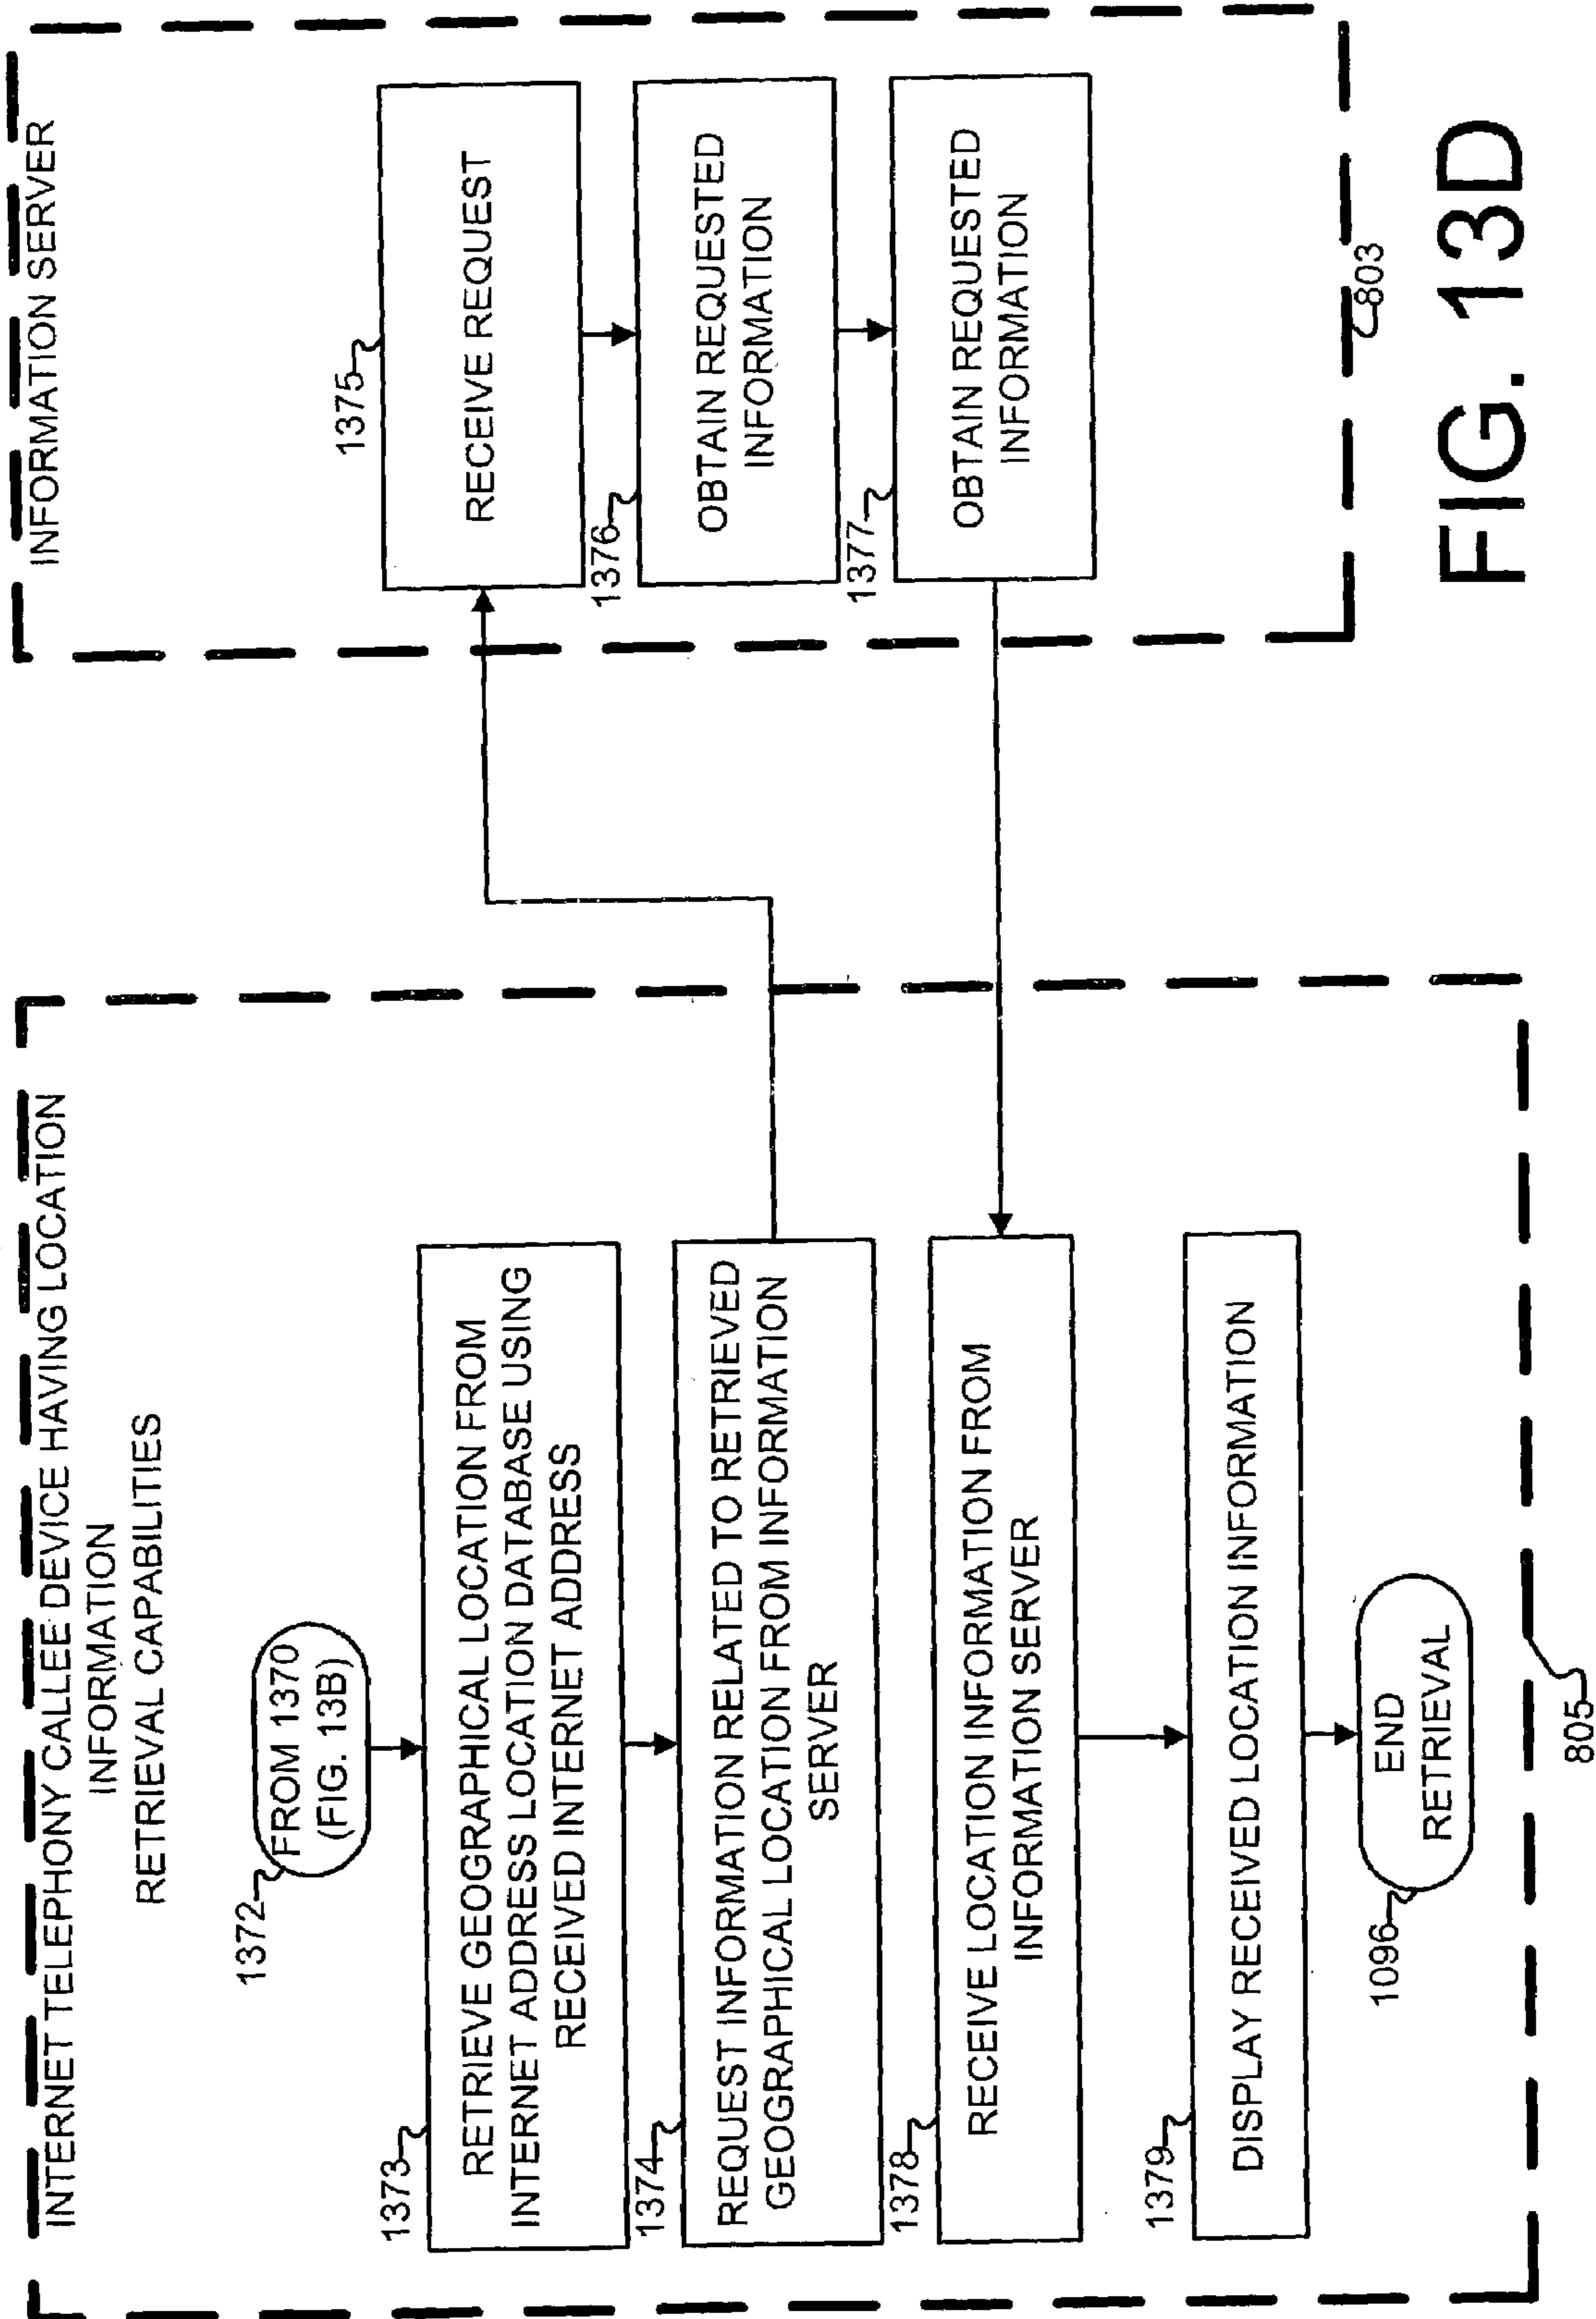 INTERNET TELEPHONY CALLEE DEVICE HAVING LOCATION
INFORMATION
RETRIEVAL CAPABILITIES
1372
FROM 1370
(FIG. 13B)
1373
RETRIEVE GEOGRAPHICAL LOCATION FROM
INTERNET ADDRESS LOCATION DATABASE USING
RECEIVED INTERNET ADDRESS
1374
REQUEST INFORMATION RELATED TO RETRIEVED
GEOGRAPHICAL LOCATION FROM INFORMATION
SERVER
1378
RECEIVE LOCATION INFORMATION FROM
INFORMATION SERVER
1379
DISPLAY RECEIVED LOCATION INFORMATION
1096
END
RETRIEVAL
805
INFORMATION SERVER
1375
RECEIVE REQUEST
1376
OBTAIN REQUESTED
INFORMATION
1377
OBTAIN REQUESTED
INFORMATION
803
FIG. 13D